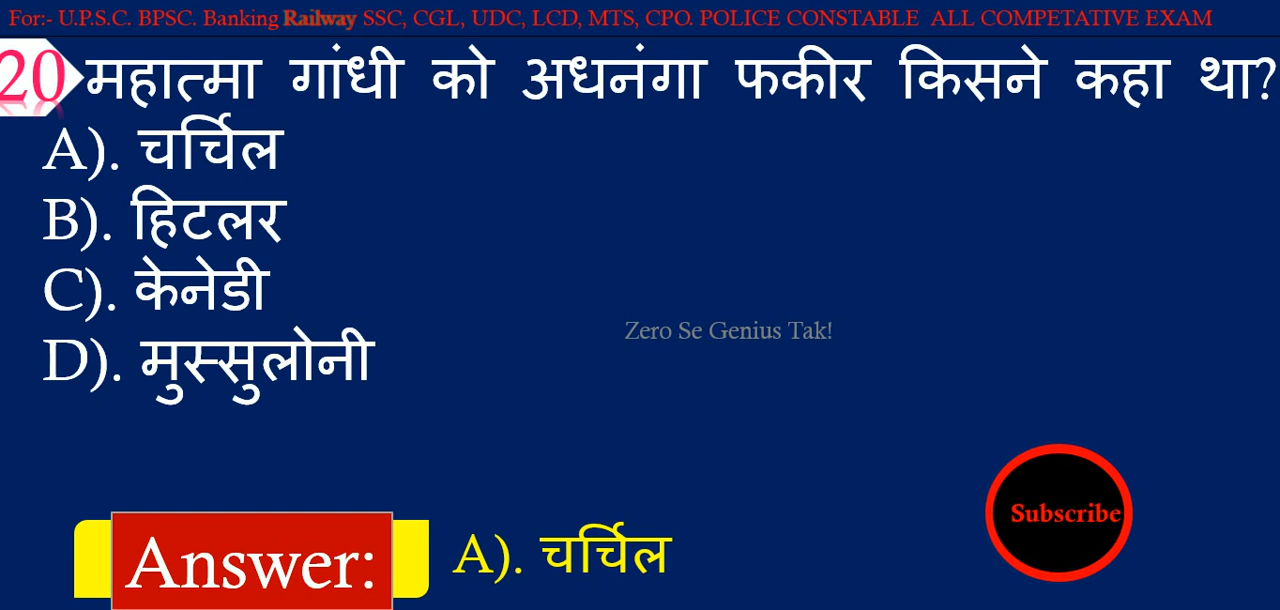 For:- U.P.S.C. BPSC. Banking Railway SSC, CGL, UDC, LCD, MTS, CPO. POLICE CONSTABLE ALL COMPETATIVE EXAM
20 महात्मा गांधी को अधनंगा फकीर किसने कहा था?
A). चर्चिल
B). हिटलर
C). केनेडी
Zero Se Genius Tak!
D). मुस्सुलोनी
Subscribe
Answer: A). चर्चिल